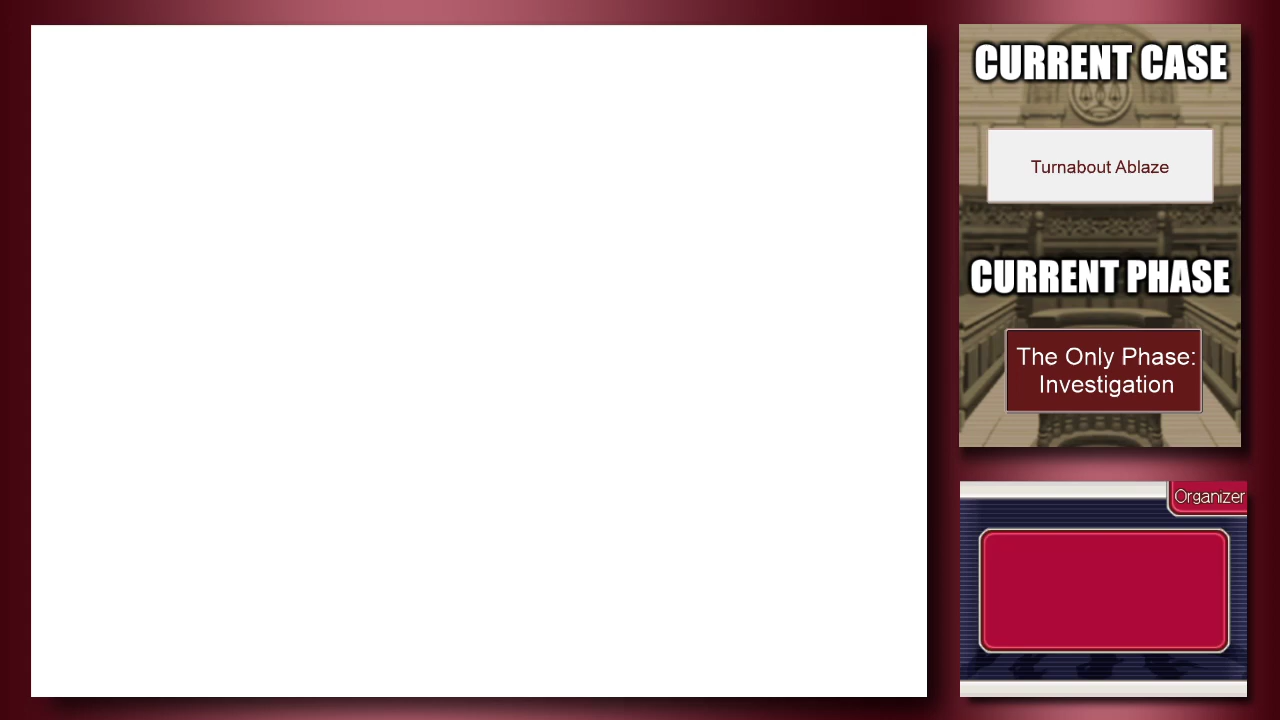 CURRENT CASE
Turnabout Ablaze
CURRENT PHASE
The Only Phase:
Investigation
Organizer